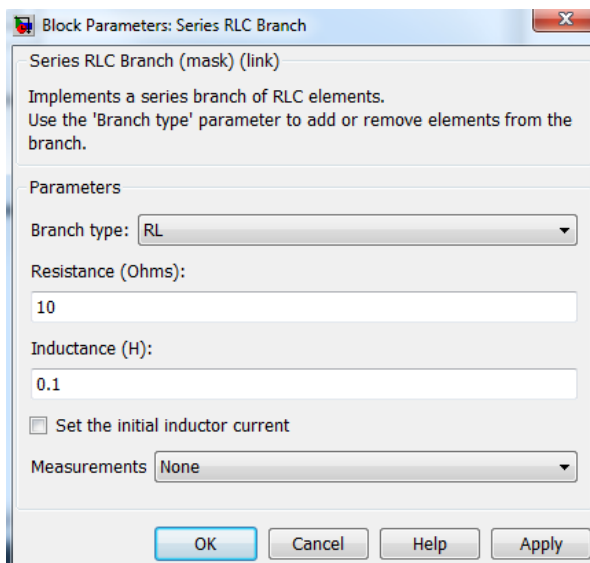 Block Parameters: Series RLC Branch
Series RLC Branch (mask) (link)
Implements a series branch of RLC elements.
Use the 'Branch type' parameter to add or remove elements from the
branch.
Parameters
Branch type: RL
Resistance (Ohms):
10
Inductance (H):
0.1
Set the initial inductor current
Measurements None
OK Cancel Help Apply